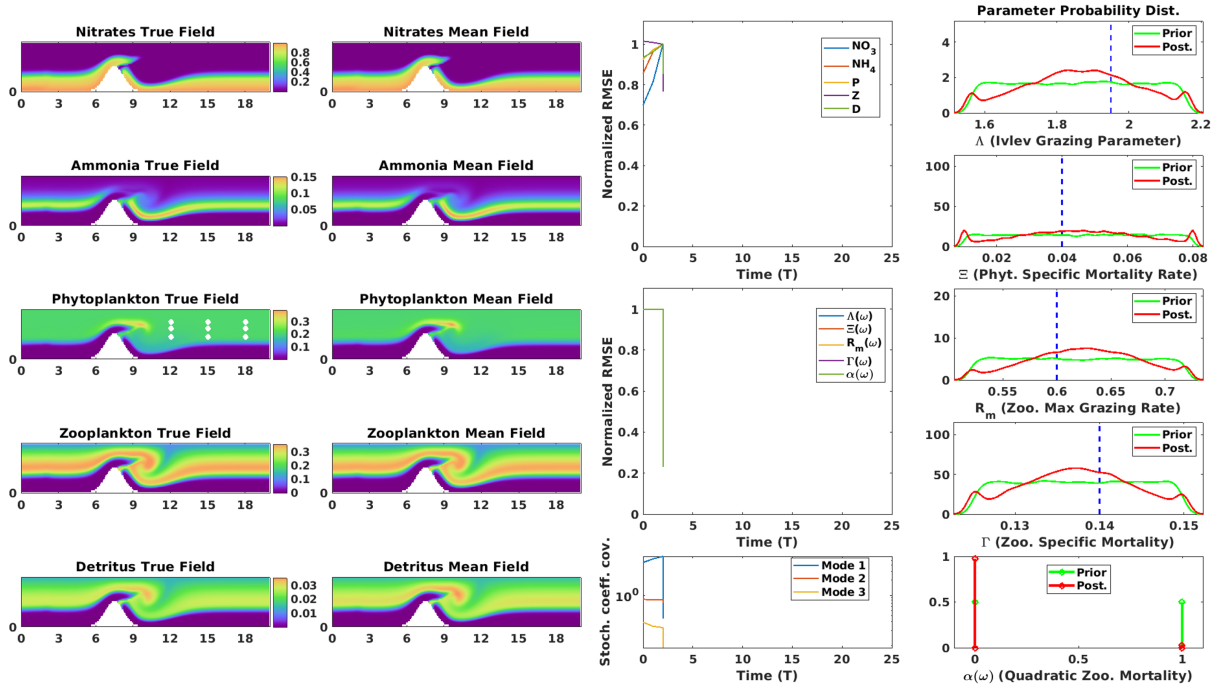 Nitrates True Field
0.8
0.6
0.4
0.2
0
0 3 6 9 12 15 18
Nitrates Mean Field
0 3 6 9 12 15 18
Ammonia True Field
0.15
0.1
0.05
0
0 3 6 9 12 15 18
Ammonia Mean Field
0 3 6 9 12 15 18
Phytoplankton True Field
0.3
0.2
0.1
0
0 3 6 9 12 15 18
Phytoplankton Mean Field
0 3 6 9 12 15 18
Zooplankton True Field
0.3
0.2
0.1
0
0
0 3 6 9 12 15 18
Zooplankton Mean Field
0 3 6 9 12 15 18
Detritus True Field
0.03
0.02
0.01
0
0
0 3 6 9 12 15 18
Detritus Mean Field
0 3 6 9 12 15 18
Normalized RMSE
1
0.8
0.6
0.4
0.2
0
NO3
NH4
P
Z
D
0 5 10 15 20 25
Time (T)
Normalized RMSE
1
0.8
0.6
0.4
0.2
0
Λ(ω)
Ξ(ω)
Rm(ω)
Γ(ω)
α(ω)
0 5 10 15 20 25
Time (T)
Stoch. coeff. cov.
10⁰
Mode 1
Mode 2
Mode 3
0 5 10 15 20 25
Time (T)
Parameter Probability Dist.
4
2
0
Prior
Post.
1.6 1.8 2 2.2
Λ (Ivlev Grazing Parameter)
100
50
0
Prior
Post.
0.02 0.04 0.06 0.08
Ξ (Phyt. Specific Mortality Rate)
20
10
0
Prior
Post.
0.55 0.6 0.65 0.7
Rm (Zoo. Max Grazing Rate)
100
50
0
Prior
Post.
0.13 0.14 0.15
Γ (Zoo. Specific Mortality)
1
0.5
0
Prior
Post.
0 0.5 1
α(ω) (Quadratic Zoo. Mortality)